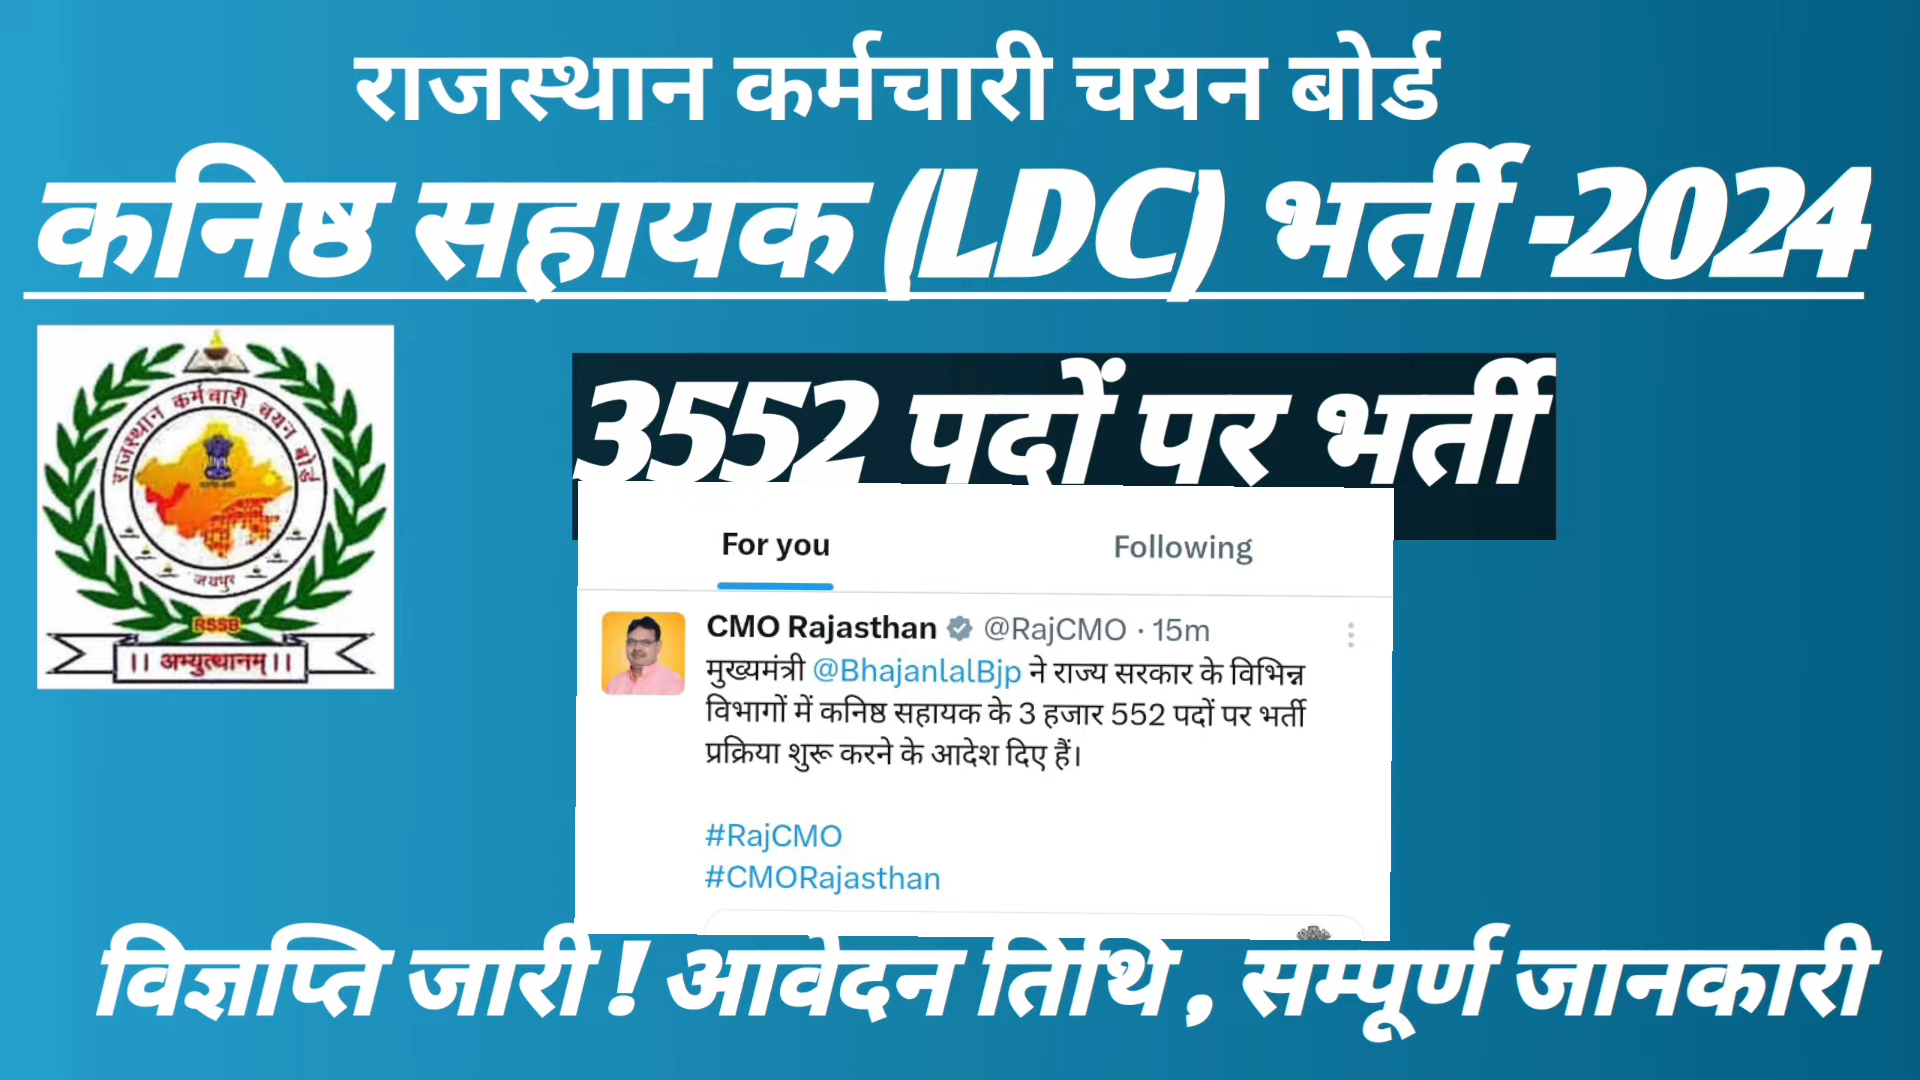 राजस्थान कर्मचारी चयन बोर्ड
कनिष्ठ सहायक (LDC) भर्ती -2024
राजस्थान कर्मचारी चयन बोर्ड
जयपुर
RSSB
।। अभ्युत्थानम् ।।
3552 पदों पर भर्ती
For you Following
CMO Rajasthan @RajCMO · 15m
मुख्यमंत्री @BhajanlalBjp ने राज्य सरकार के विभिन्न
विभागों में कनिष्ठ सहायक के 3 हजार 552 पदों पर भर्ती
प्रक्रिया शुरू करने के आदेश दिए हैं।
#RajCMO
#CMORajasthan
विज्ञप्ति जारी ! आवेदन तिथि , सम्पूर्ण जानकारी